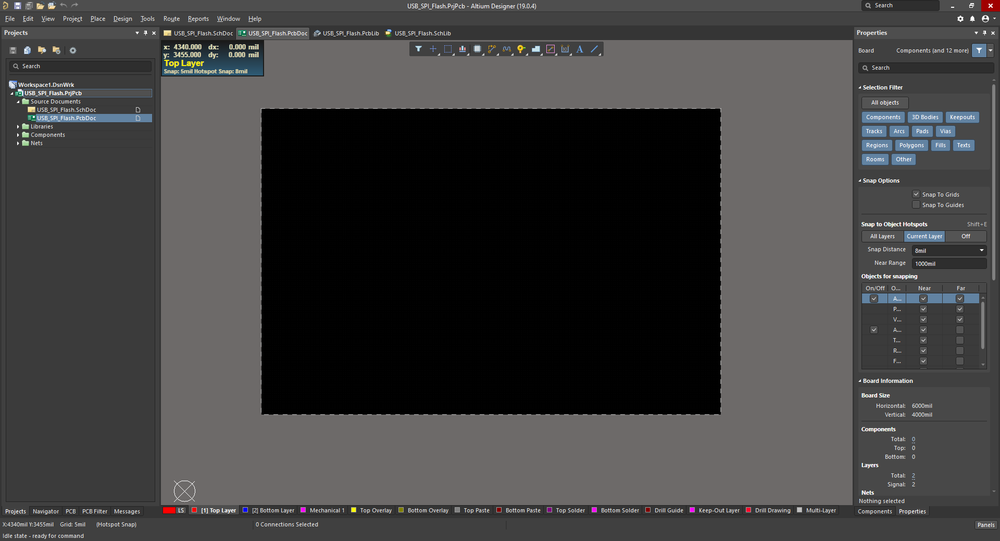 USB_SPI_Flash.PrjPcb - Altium Designer (19.0.4)
Search
File Edit View Project Place Design Tools Route Reports Window Help
Projects
USB_SPI_Flash.SchDoc USB_SPI_Flash.PcbDoc USB_SPI_Flash.PcbLib USB_SPI_Flash.SchLib
Properties
x: 4340.000 dx: 0.000 mil
y: 3455.000 dy: 0.000 mil
Top Layer
Snap: 5mil Hotspot Snap: 8mil
Search
Workspace1.DsnWrk
USB_SPI_Flash.PrjPcb
Source Documents
USB_SPI_Flash.SchDoc
USB_SPI_Flash.PcbDoc
Libraries
Components
Nets
Board Components (and 12 more)
Search
Selection Filter
All objects
Components 3D Bodies Keepouts
Tracks Arcs Pads Vias
Regions Polygons Fills Texts
Rooms Other
Snap Options
Snap To Grids
Snap To Guides
Snap to Object Hotspots Shift+E
All Layers Current Layer Off
Snap Distance 8mil
Near Range 1000mil
Objects for snapping
On/Off O... Near Far
A...
P...
V...
A...
T...
R...
F...
Board Information
Board Size
Horizontal: 6000mil
Vertical: 4000mil
Components
Total: 0
Top: 0
Bottom: 0
Layers
Total: 2
Signal: 2
Nets
Nothing selected
Projects Navigator PCB PCB Filter Messages
LS [1] Top Layer [2] Bottom Layer Mechanical 1 Top Overlay Bottom Overlay Top Paste Bottom Paste Top Solder Bottom Solder Drill Guide Keep-Out Layer Drill Drawing Multi-Layer
Components Properties
X:4340mil Y:3455mil Grid: 5mil (Hotspot Snap) 0 Connections Selected Panels
Idle state - ready for command